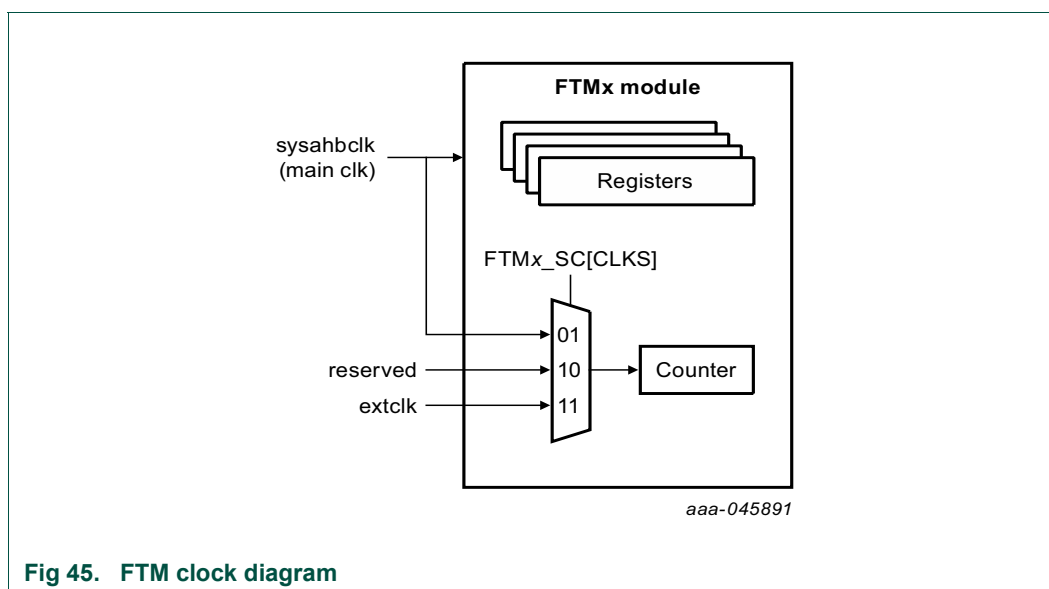 FTMx module
sysahbclk
(main clk)
Registers
FTMx_SC[CLKS]
01
reserved
10
Counter
extclk
11
aaa-045891
Fig 45. FTM clock diagram